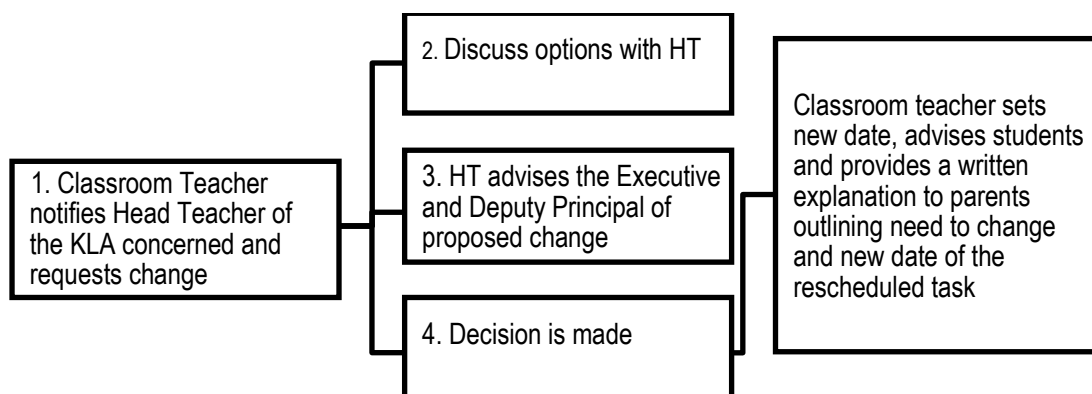 1. Classroom Teacher
notifies Head Teacher of
the KLA concerned and
requests change
2. Discuss options with HT
3. HT advises the Executive
and Deputy Principal of
proposed change
4. Decision is made
Classroom teacher sets
new date, advises students
and provides a written
explanation to parents
outlining need to change
and new date of the
rescheduled task